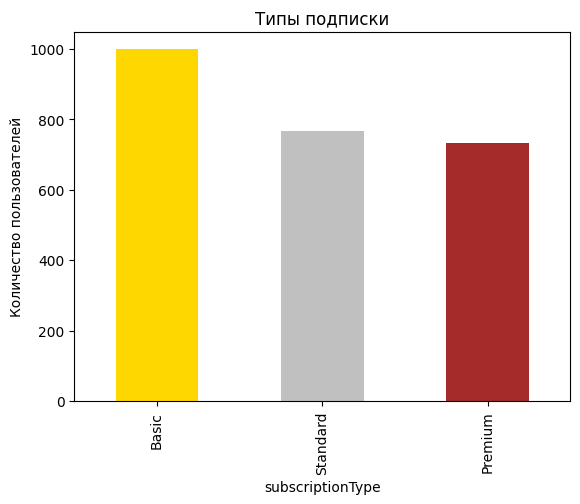 Типы подписки
Количество пользователей
1000
800
600
400
200
0
Basic
Standard
Premium
subscriptionType